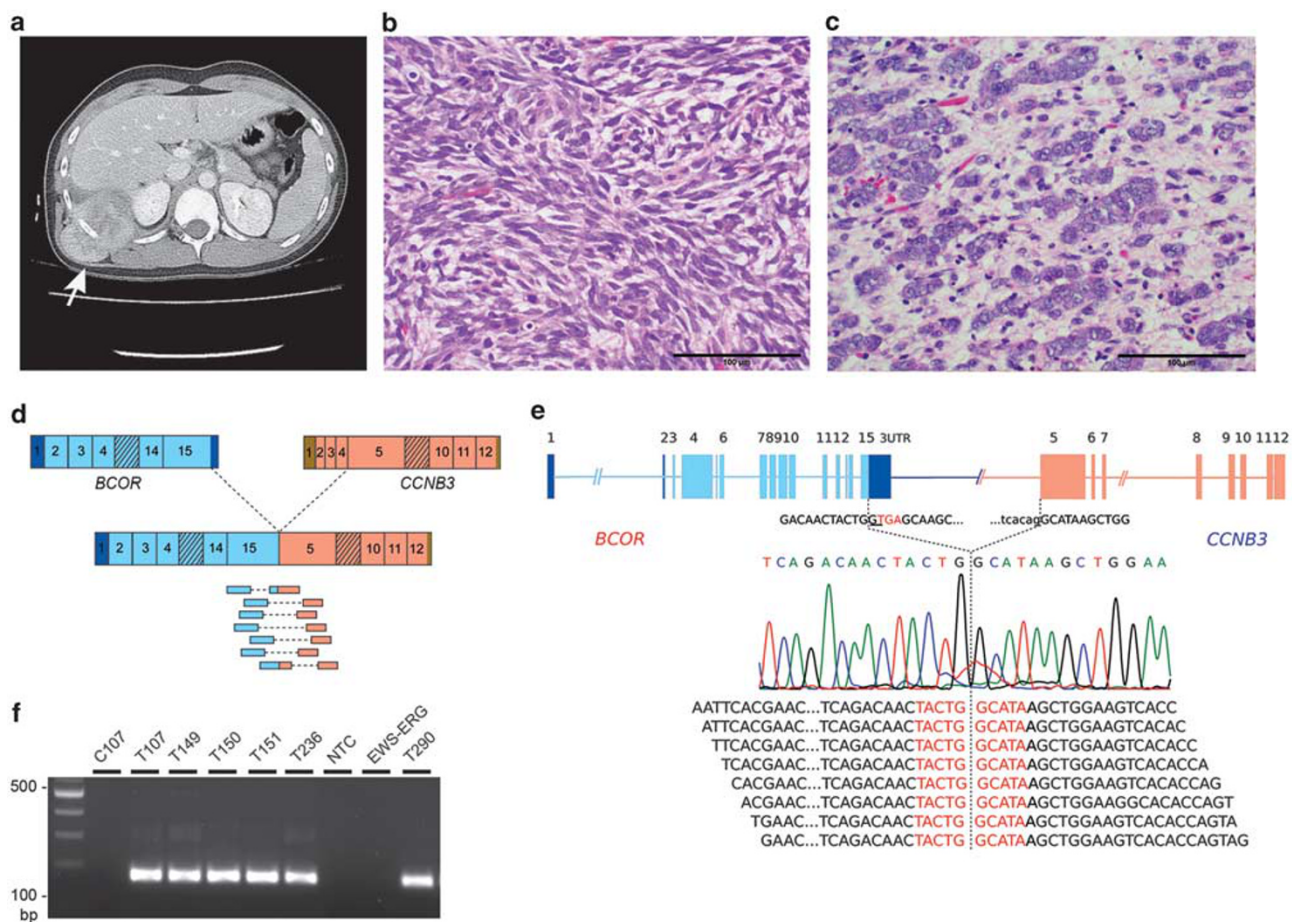 a
b
c
100 µm
100 µm
d
1 2 3 4 14 15
BCOR
1 2 3 4 5 10 11 12
CCNB3
1 2 3 4 14 15 5 10 11 12
e
1 23 4 6 78910 1112 15 3UTR 5 6 7 8 9 10 1112
GACAACTACTGGTGAGCAAGC... ...tcacagGCATAAGCTGG
BCOR CCNB3
TCAGACAACTACTGGCATAAGCTGGAA
AATTCACGAAC...TCAGACAACTACTG GCATAAGCTGGAAGTCACC
ATTCACGAAC...TCAGACAACTACTG GCATAAGCTGGAAGTCACAC
TTCACGAAC...TCAGACAACTACTG GCATAAGCTGGAAGTCACACC
TCACGAAC...TCAGACAACTACTG GCATAAGCTGGAAGTCACACCA
CACGAAC...TCAGACAACTACTG GCATAAGCTGGAAGTCACACCAG
ACGAAC...TCAGACAACTACTG GCATAAGCTGGAAGGCACACCAGT
TGAAC...TCAGACAACTACTG GCATAAGCTGGAAGTCACACCAGTA
GAAC...TCAGACAACTACTG GCATAAGCTGGAAGTCACACCAGTAG
f
C107 T107 T149 T150 T151 T236 NTC EWS-ERG T290
500 -
100 -
bp